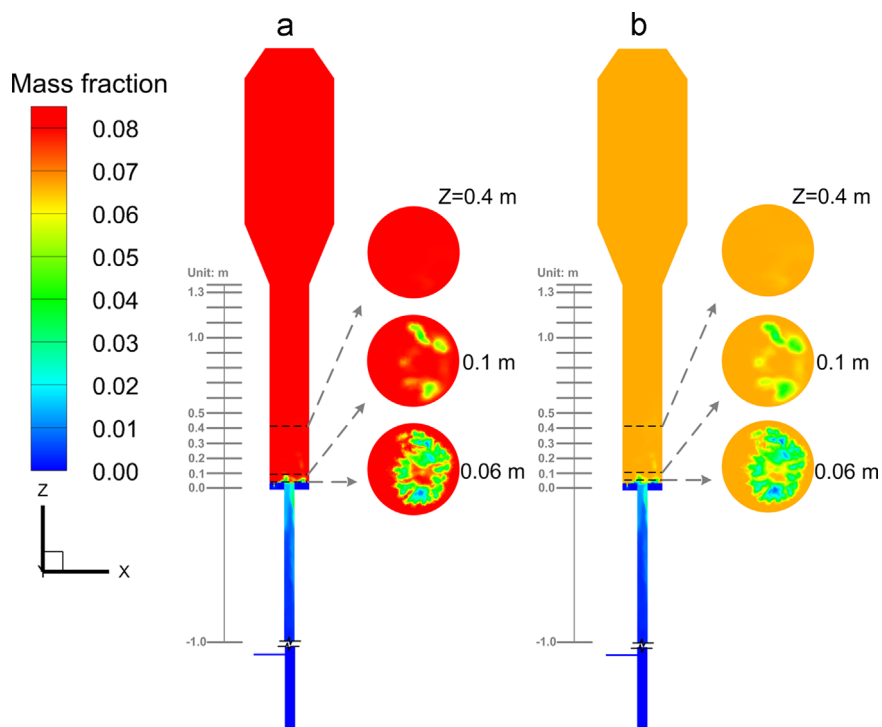 a
b
Mass fraction
0.08
0.07
0.06
0.05
0.04
0.03
0.02
0.01
0.00
Z
X
Y
Unit: m
1.3
1.0
0.5
0.4
0.3
0.2
0.1
0.0
-1.0
Z=0.4 m
0.1 m
0.06 m
Unit: m
1.3
1.0
0.5
0.4
0.3
0.2
0.1
0.0
-1.0
Z=0.4 m
0.1 m
0.06 m